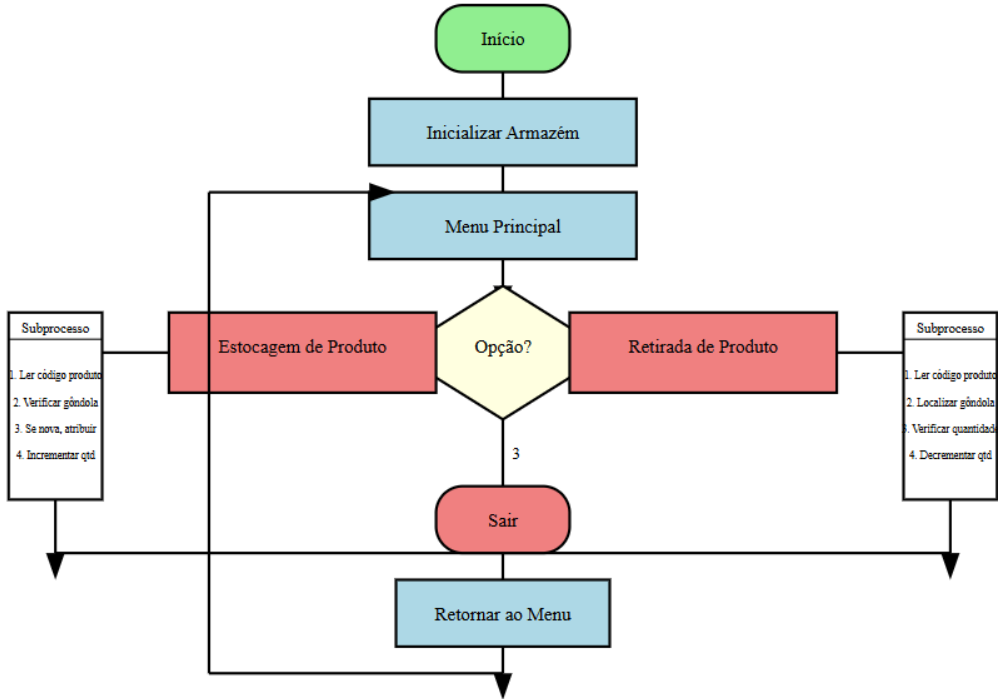 Início
Inicializar Armazém
Menu Principal
Subprocesso
1. Ler código produto
2. Verificar gôndola
3. Se nova, atribuir
4. Incrementar qtd
Estocagem de Produto
Opção?
Retirada de Produto
Subprocesso
1. Ler código produto
2. Localizar gôndola
3. Verificar quantidade
4. Decrementar qtd
3
Sair
Retornar ao Menu